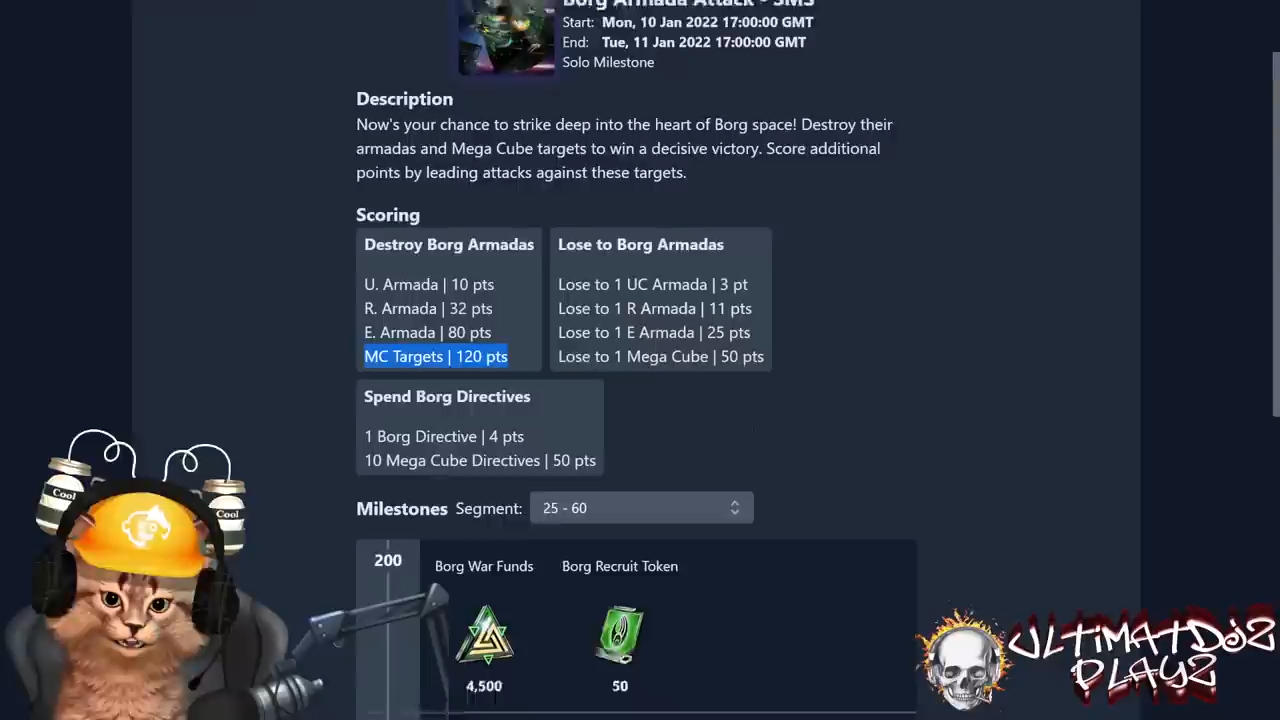 Borg Armada Attack - SMS
Start: Mon, 10 Jan 2022 17:00:00 GMT
End: Tue, 11 Jan 2022 17:00:00 GMT
Solo Milestone
Description
Now's your chance to strike deep into the heart of Borg space! Destroy their
armadas and Mega Cube targets to win a decisive victory. Score additional
points by leading attacks against these targets.
Scoring
Destroy Borg Armadas
U. Armada | 10 pts
R. Armada | 32 pts
E. Armada | 80 pts
MC Targets | 120 pts
Lose to Borg Armadas
Lose to 1 UC Armada | 3 pt
Lose to 1 R Armada | 11 pts
Lose to 1 E Armada | 25 pts
Lose to 1 Mega Cube | 50 pts
Spend Borg Directives
1 Borg Directive | 4 pts
10 Mega Cube Directives | 50 pts
Milestones Segment: 25 - 60
200
Borg War Funds Borg Recruit Token
4,500 50
Cool
Cool
ULTIMATDJZ
PLAYZ